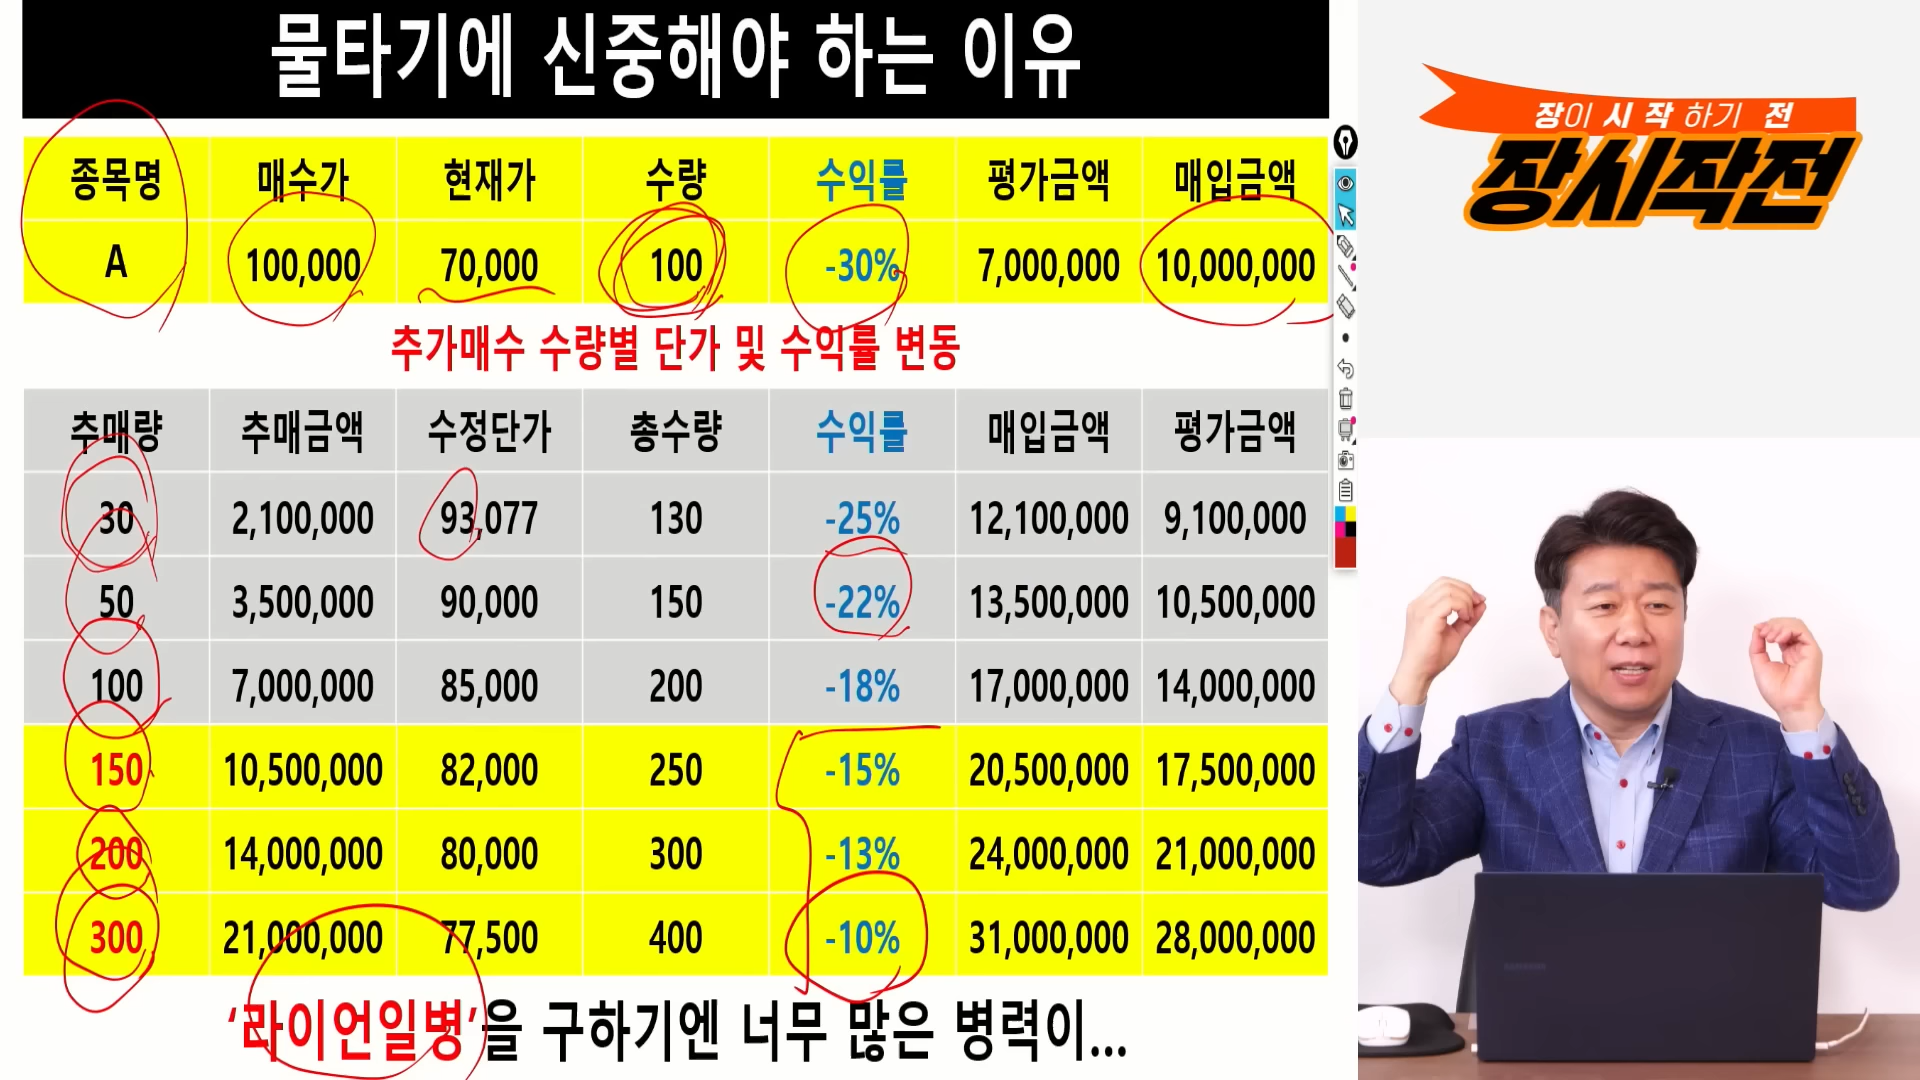 물타기에 신중해야 하는 이유
장이 시작하기 전
장시작전
종목명 매수가 현재가 수량 수익률 평가금액 매입금액
A 100,000 70,000 100 -30% 7,000,000 10,000,000
추가매수 수량별 단가 및 수익률 변동
추매량 추매금액 수정단가 총수량 수익률 매입금액 평가금액
30 2,100,000 93,077 130 -25% 12,100,000 9,100,000
50 3,500,000 90,000 150 -22% 13,500,000 10,500,000
100 7,000,000 85,000 200 -18% 17,000,000 14,000,000
150 10,500,000 82,000 250 -15% 20,500,000 17,500,000
200 14,000,000 80,000 300 -13% 24,000,000 21,000,000
300 21,000,000 77,500 400 -10% 31,000,000 28,000,000
‘라이언일병’을 구하기엔 너무 많은 병력이...